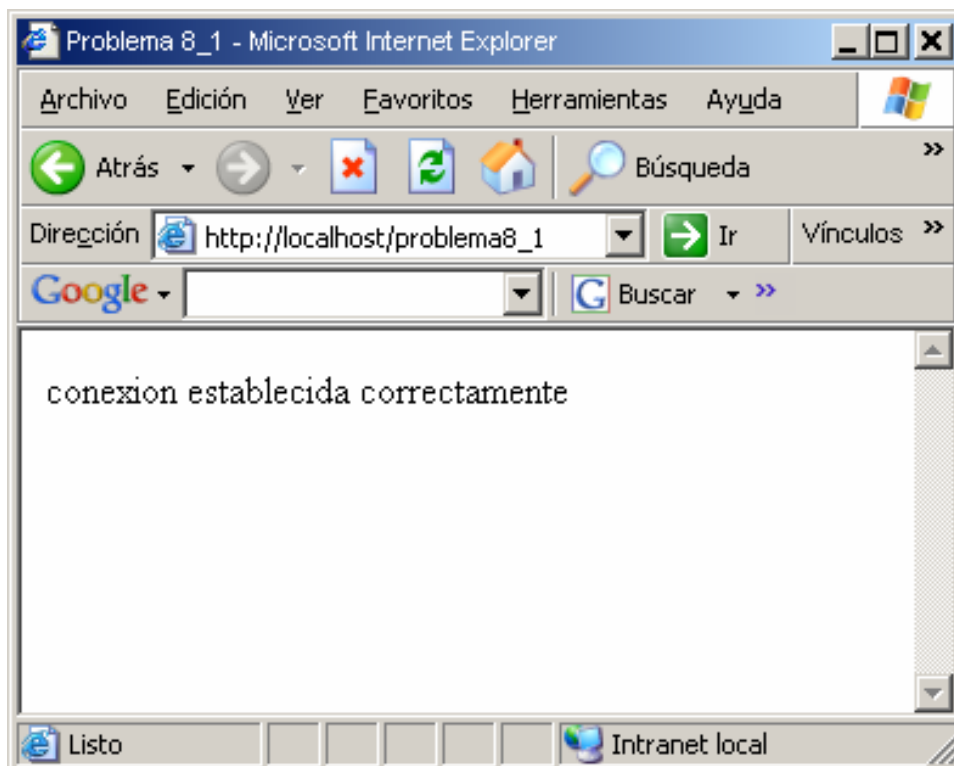 Problema 8_1 - Microsoft Internet Explorer
Archivo Edición Ver Favoritos Herramientas Ayuda
Atrás Búsqueda »
Dirección http://localhost/problema8_1 Ir Vínculos »
Google G Buscar »
conexion establecida correctamente
Listo Intranet local